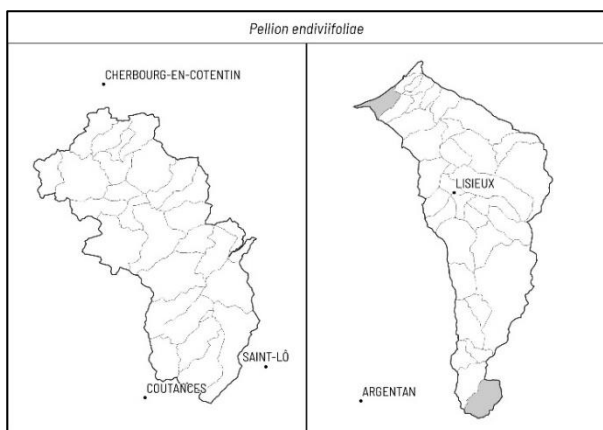 Pellion endiviifoliae
CHERBOURG-EN-COTENTIN
SAINT-LÔ
COUTANCES
LISIEUX
ARGENTAN